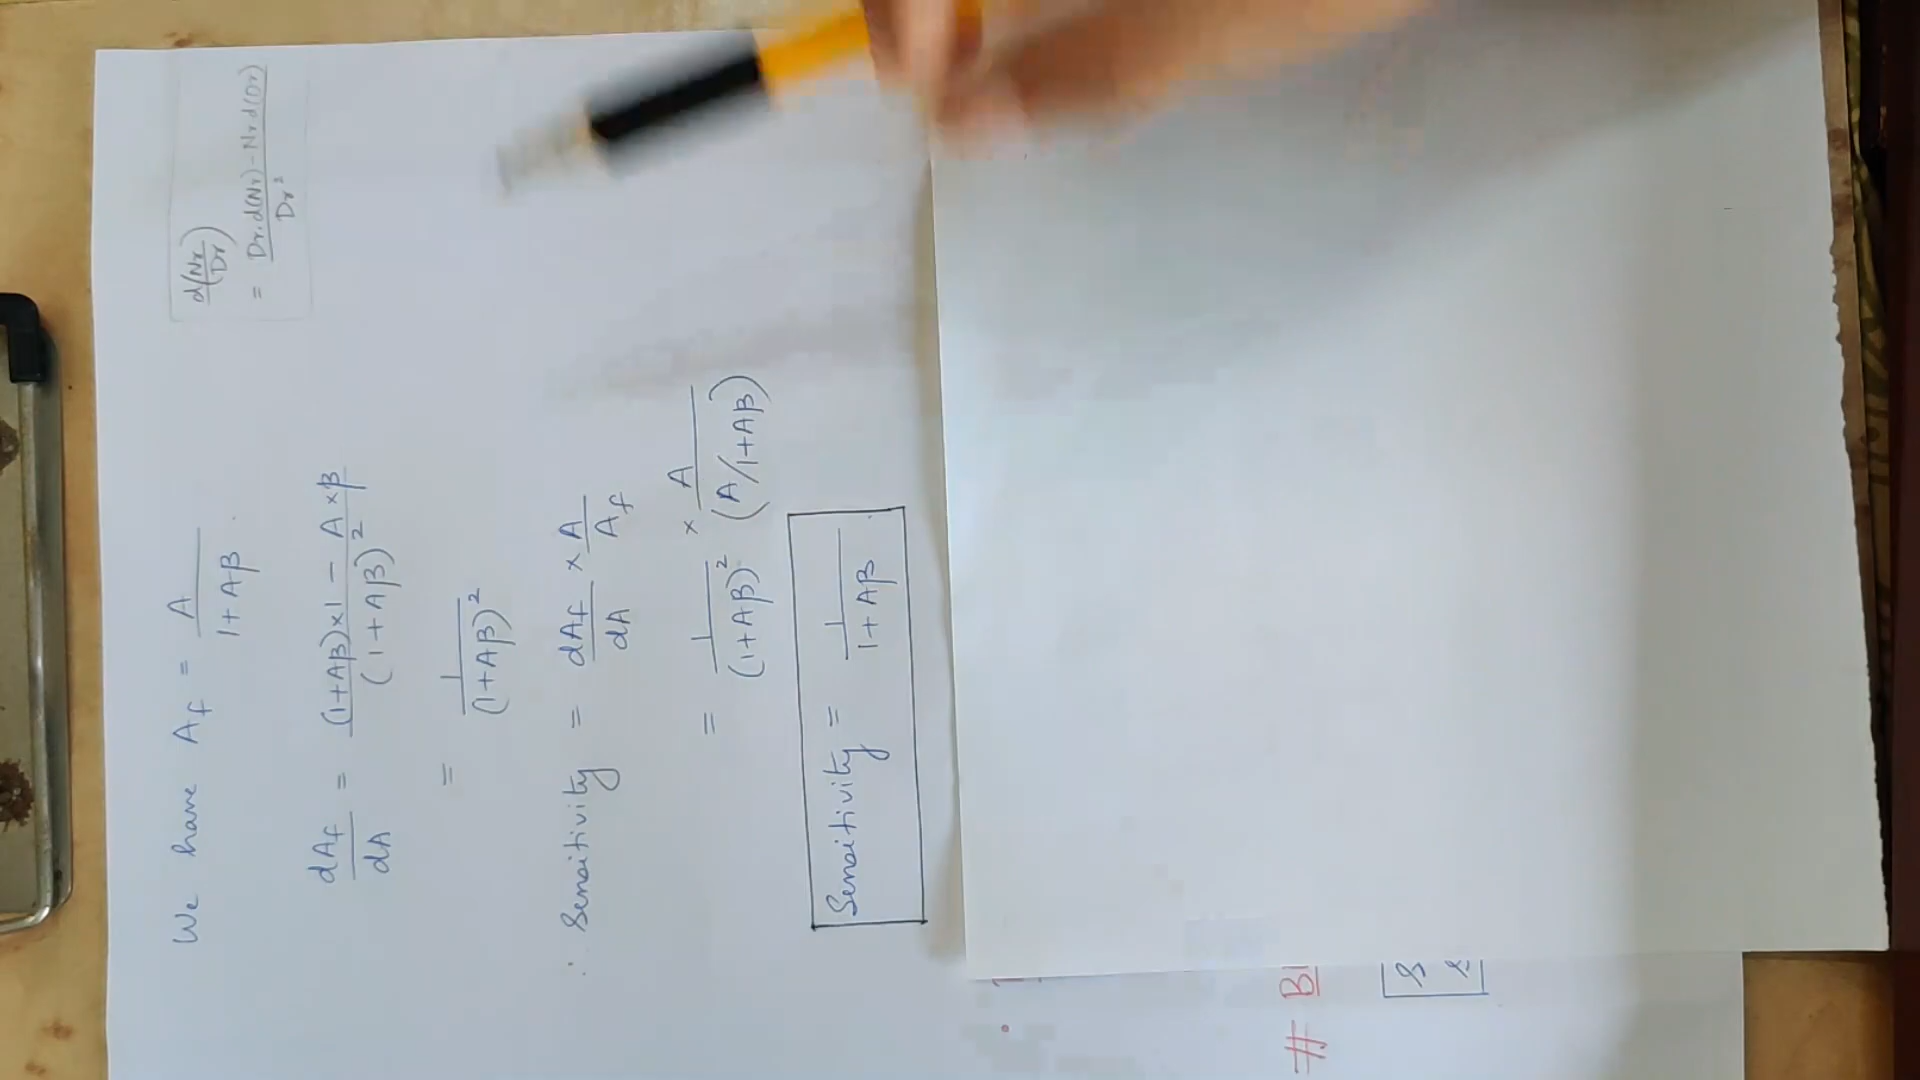 We have Af = A / 1+Aβ .
d(Nr/Dr)
= Dr.d(Nr) - Nr d(Dr) / Dr²
dAf/dA = (1+Aβ)×1 - A×β / (1+Aβ)²
= 1 / (1+Aβ)²
∴ Sensitivity = dAf/dA × A/Af
= 1/(1+Aβ)² × A/(A/1+Aβ)
Sensitivity = 1 / 1+Aβ